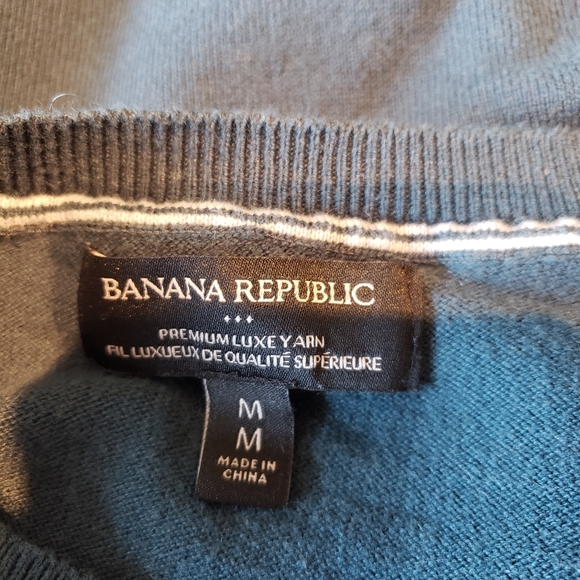 BANANA REPUBLIC
PREMIUM LUXE YARN
FIL LUXUEUX DE QUALITÉ SUPÉRIEURE
M
M
MADE IN
CHINA